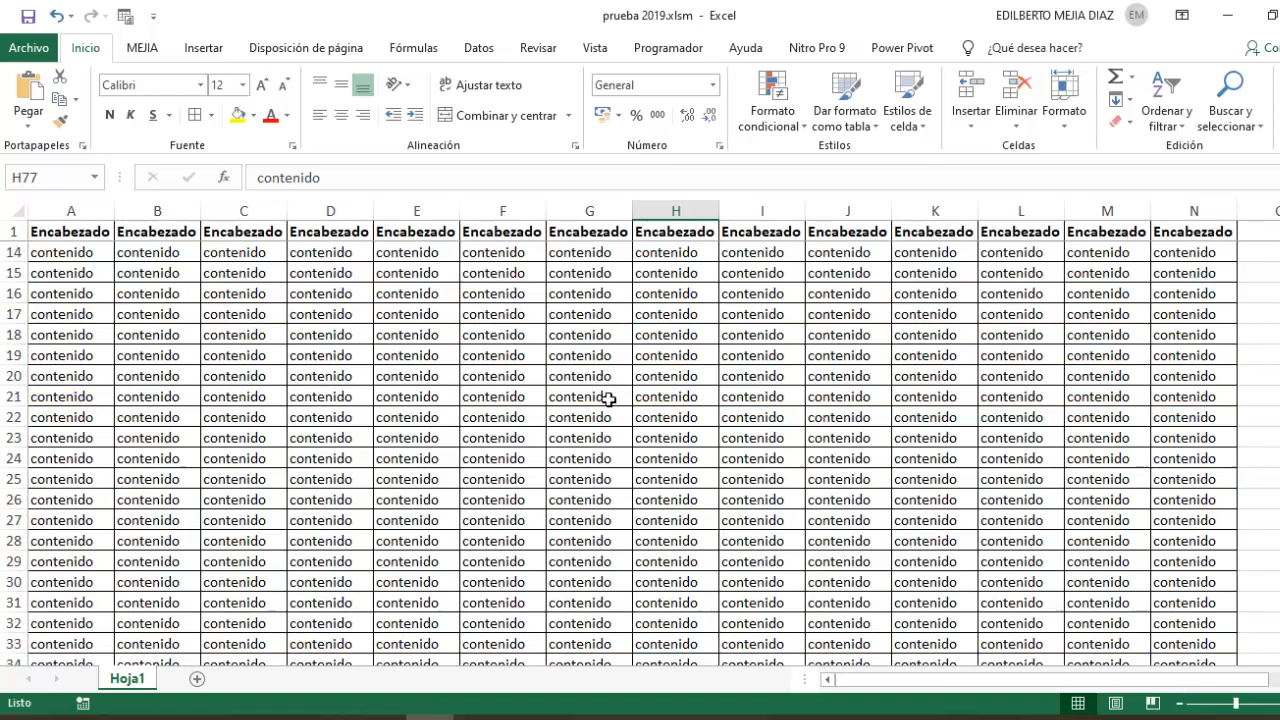 prueba 2019.xlsm - Excel EDILBERTO MEJIA DIAZ EM
Archivo Inicio MEJIA Insertar Disposición de página Fórmulas Datos Revisar Vista Programador Ayuda Nitro Pro 9 Power Pivot ¿Qué desea hacer? Co
Pegar
Calibri 12
N K S
Ajustar texto
Combinar y centrar
General
% 000
Formato condicional
Dar formato como tabla
Estilos de celda
Insertar Eliminar Formato
Ordenar y filtrar
Buscar y seleccionar
Portapapeles Fuente Alineación Número Estilos Celdas Edición
H77 fx contenido
A B C D E F G H I J K L M N
1 Encabezado Encabezado Encabezado Encabezado Encabezado Encabezado Encabezado Encabezado Encabezado Encabezado Encabezado Encabezado Encabezado Encabezado
14 contenido contenido contenido contenido contenido contenido contenido contenido contenido contenido contenido contenido contenido contenido
15 contenido contenido contenido contenido contenido contenido contenido contenido contenido contenido contenido contenido contenido contenido
16 contenido contenido contenido contenido contenido contenido contenido contenido contenido contenido contenido contenido contenido contenido
17 contenido contenido contenido contenido contenido contenido contenido contenido contenido contenido contenido contenido contenido contenido
18 contenido contenido contenido contenido contenido contenido contenido contenido contenido contenido contenido contenido contenido contenido
19 contenido contenido contenido contenido contenido contenido contenido contenido contenido contenido contenido contenido contenido contenido
20 contenido contenido contenido contenido contenido contenido contenido contenido contenido contenido contenido contenido contenido contenido
21 contenido contenido contenido contenido contenido contenido contenido contenido contenido contenido contenido contenido contenido contenido
22 contenido contenido contenido contenido contenido contenido contenido contenido contenido contenido contenido contenido contenido contenido
23 contenido contenido contenido contenido contenido contenido contenido contenido contenido contenido contenido contenido contenido contenido
24 contenido contenido contenido contenido contenido contenido contenido contenido contenido contenido contenido contenido contenido contenido
25 contenido contenido contenido contenido contenido contenido contenido contenido contenido contenido contenido contenido contenido contenido
26 contenido contenido contenido contenido contenido contenido contenido contenido contenido contenido contenido contenido contenido contenido
27 contenido contenido contenido contenido contenido contenido contenido contenido contenido contenido contenido contenido contenido contenido
28 contenido contenido contenido contenido contenido contenido contenido contenido contenido contenido contenido contenido contenido contenido
29 contenido contenido contenido contenido contenido contenido contenido contenido contenido contenido contenido contenido contenido contenido
30 contenido contenido contenido contenido contenido contenido contenido contenido contenido contenido contenido contenido contenido contenido
31 contenido contenido contenido contenido contenido contenido contenido contenido contenido contenido contenido contenido contenido contenido
32 contenido contenido contenido contenido contenido contenido contenido contenido contenido contenido contenido contenido contenido contenido
33 contenido contenido contenido contenido contenido contenido contenido contenido contenido contenido contenido contenido contenido contenido
34 contenido contenido contenido contenido contenido contenido contenido contenido contenido contenido contenido contenido contenido contenido
Hoja1
Listo